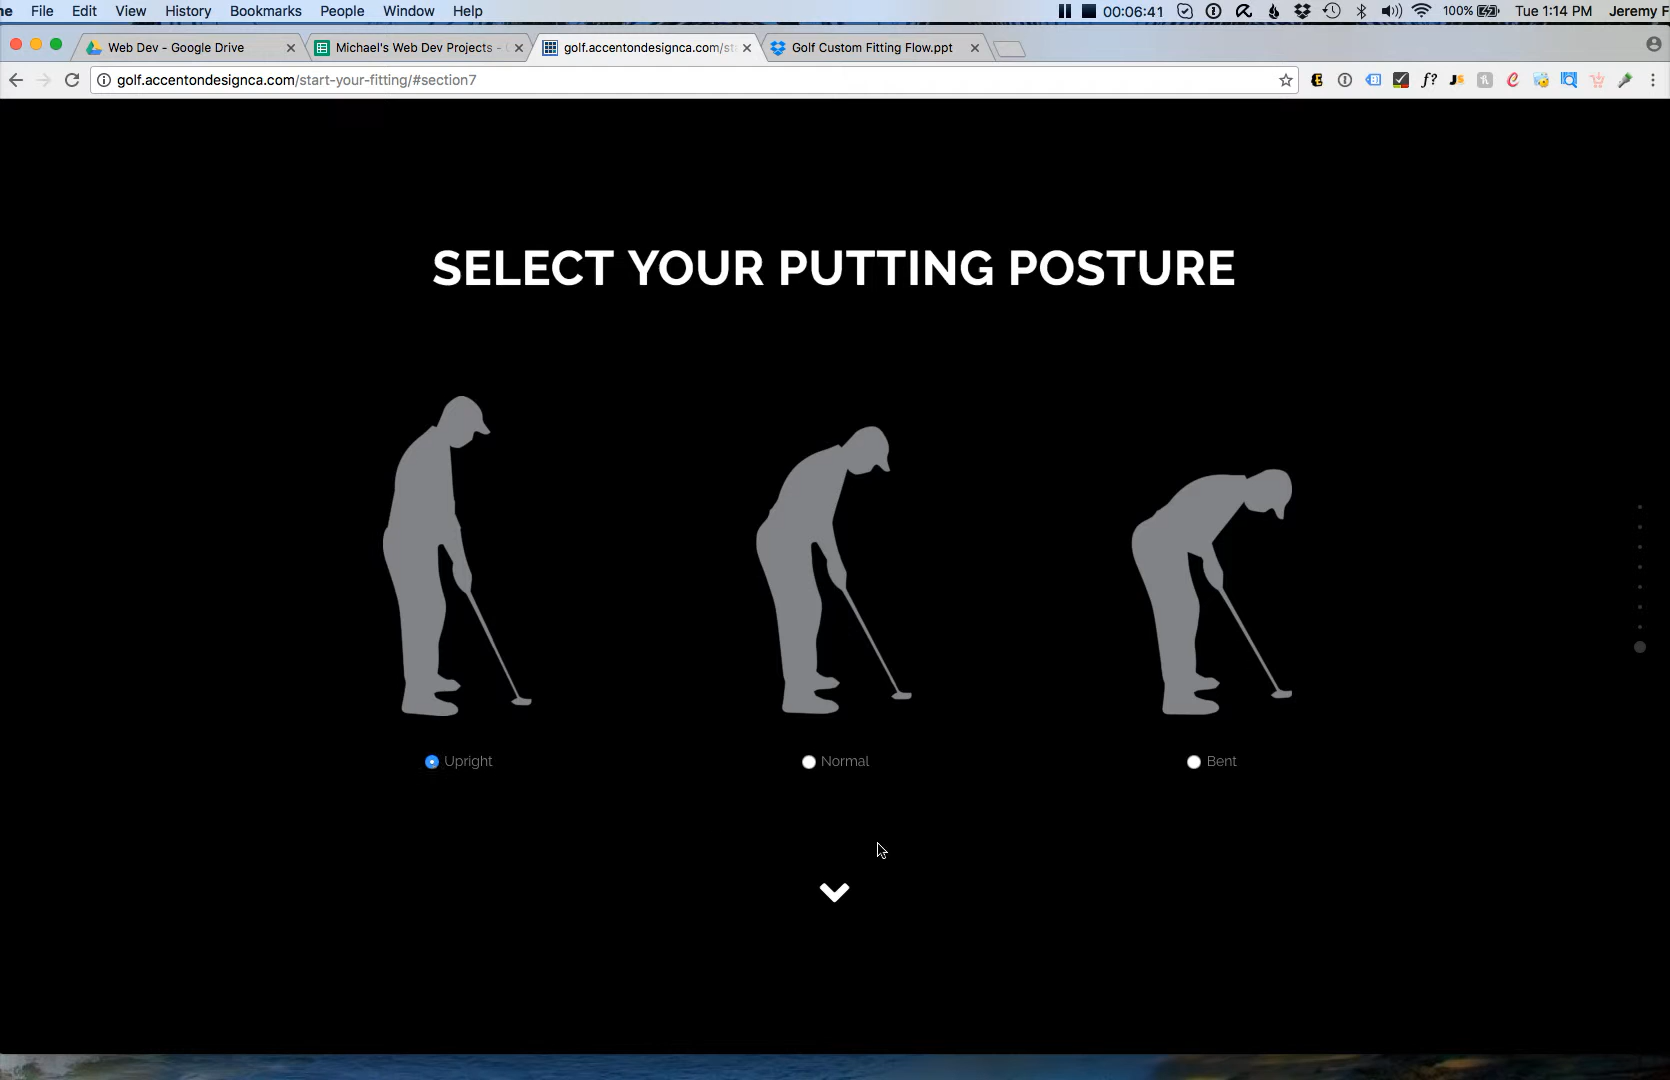 ne File Edit View History Bookmarks People Window Help 00:06:41 100% Tue 1:14 PM Jeremy F
Web Dev - Google Drive Michael's Web Dev Projects - golf.accentondesignca.com/st Golf Custom Fitting Flow.ppt
golf.accentondesignca.com/start-your-fitting/#section7
SELECT YOUR PUTTING POSTURE
Upright Normal Bent